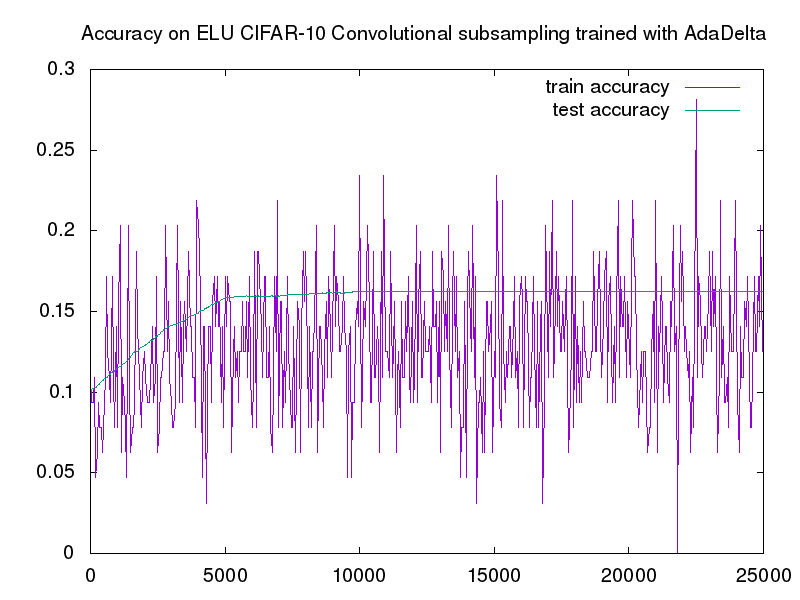 Accuracy on ELU CIFAR-10 Convolutional subsampling trained with AdaDelta
0.3
train accuracy
test accuracy
0.25
0.2
0.15
0.1
0.05
0
0 5000 10000 15000 20000 25000